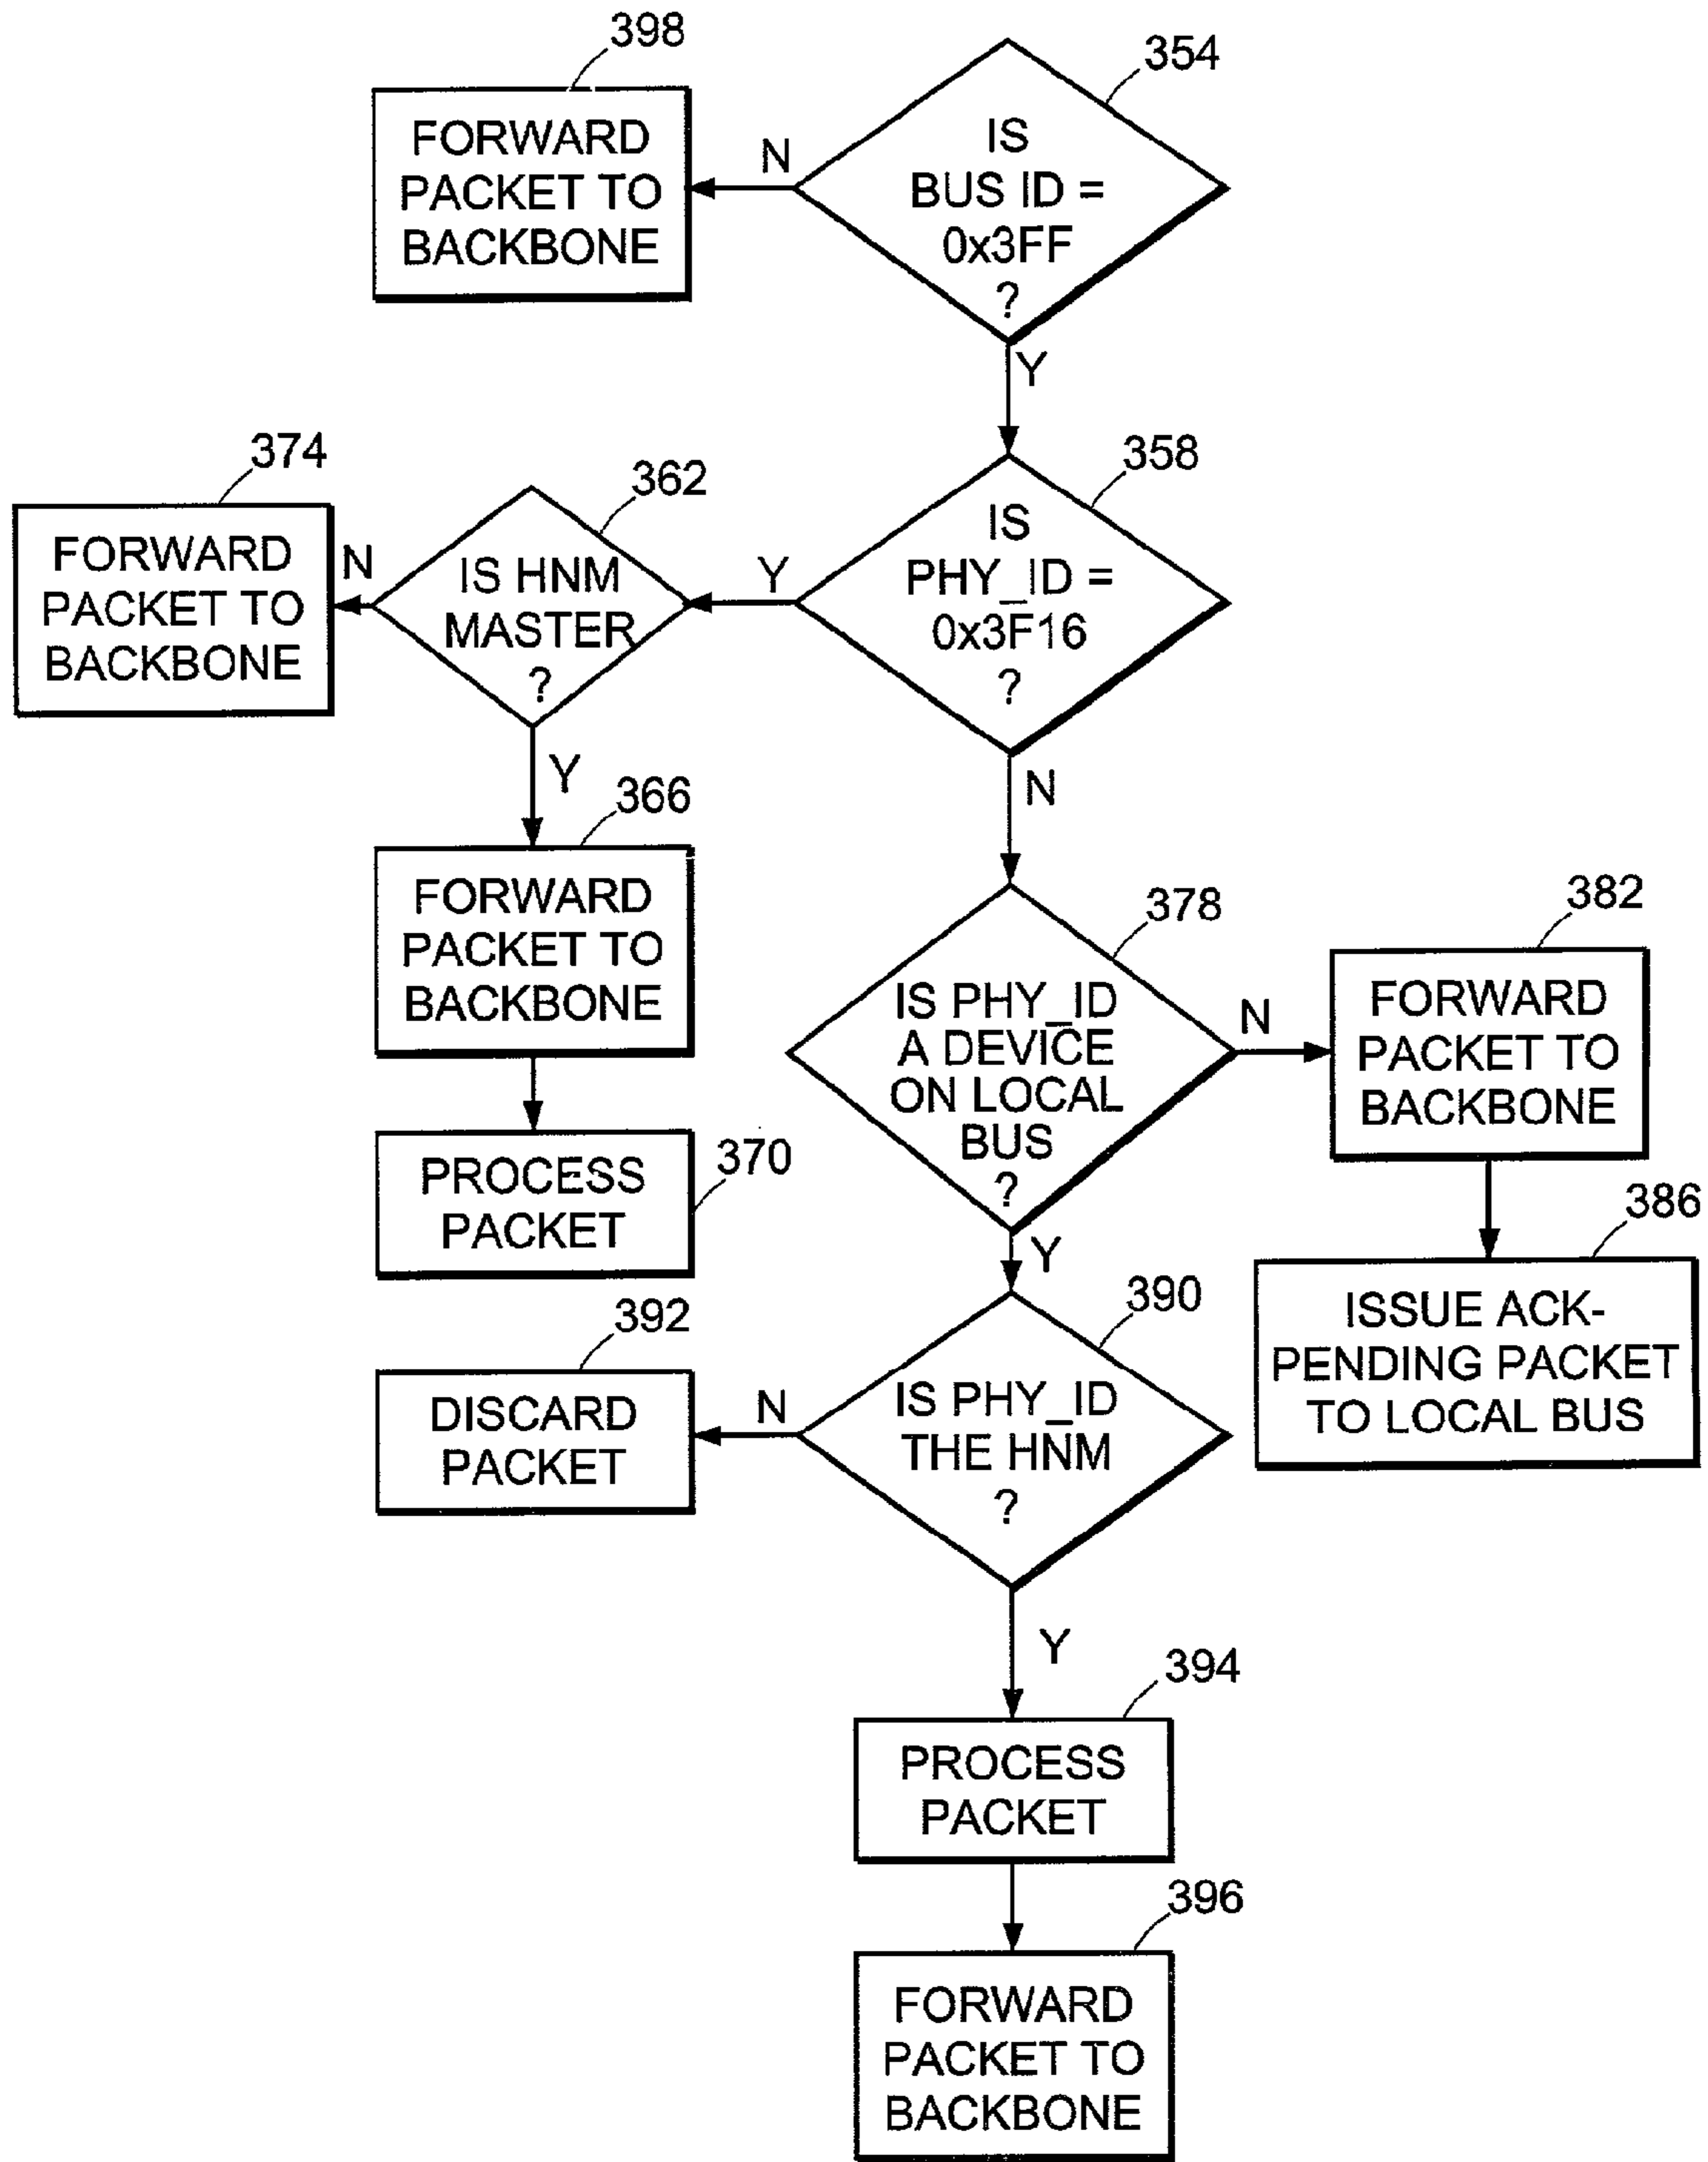 398
354
FORWARD
PACKET TO
BACKBONE
N
IS
BUS ID =
0x3FF
?
Y
374
362
358
FORWARD
PACKET TO
BACKBONE
N
IS HNM
MASTER
?
Y
IS
PHY_ID =
0x3F16
?
Y
N
366
FORWARD
PACKET TO
BACKBONE
378
382
IS PHY_ID
A DEVICE
ON LOCAL
BUS
?
N
FORWARD
PACKET TO
BACKBONE
PROCESS
PACKET
370
Y
386
ISSUE ACK-
PENDING PACKET
TO LOCAL BUS
392
390
DISCARD
PACKET
N
IS PHY_ID
THE HNM
?
Y
394
PROCESS
PACKET
396
FORWARD
PACKET TO
BACKBONE